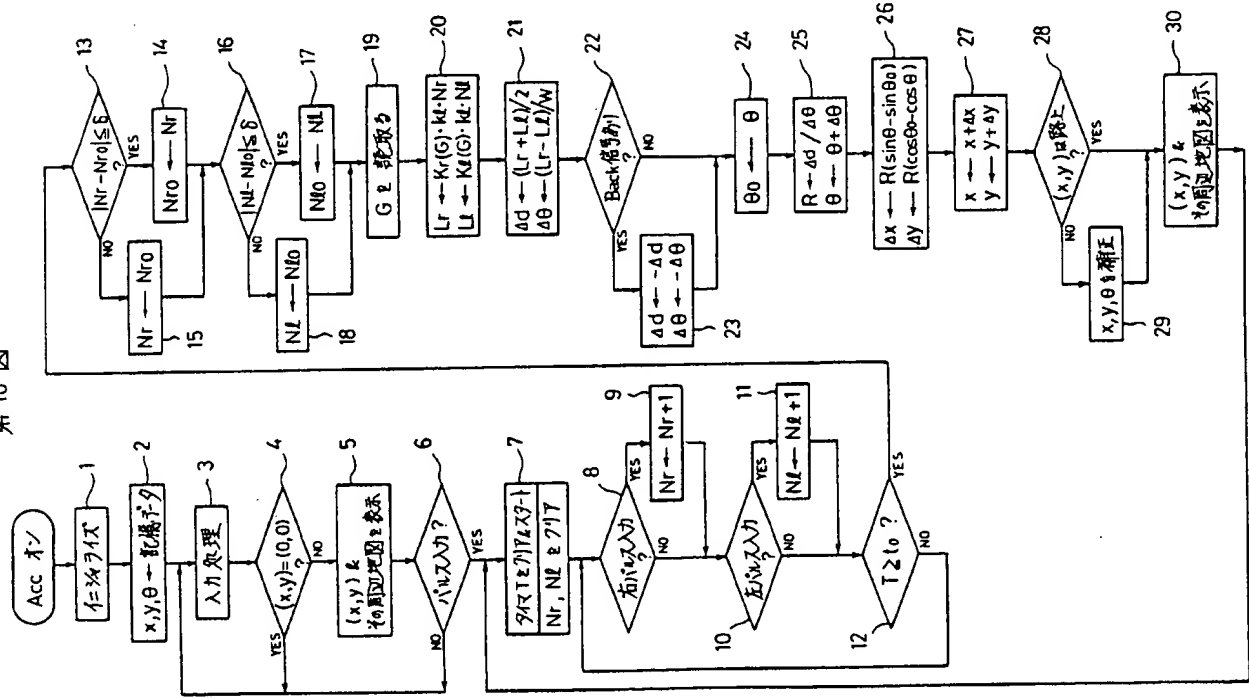 第10図
Acc オン
1
イニシャライズ
2
x,y,θ ← 記憶データ
3
入力処理
4
(x,y)=(0,0)
?
YES
NO
5
(x,y) &
その周辺地図を表示
6
パルス入力?
NO
YES
7
タイマTをクリア&スタート
Nr, Nℓ をクリア
8
右パルス入力
?
YES
NO
9
Nr ← Nr+1
10
左パルス入力
?
YES
NO
11
Nℓ ← Nℓ+1
12
T≧to ?
YES
NO
13
|Nr-Nro|≦δ
?
NO
YES
14
Nro ← Nr
15
Nr ← Nro
16
|Nℓ-Nℓo|≦δ
?
NO
YES
17
Nℓo ← Nℓ
18
Nℓ ← Nℓo
19
G を読取る
20
Lr ← Kr(G)・kℓ・Nr
Lℓ ← Kℓ(G)・kℓ・Nℓ
21
Δd ← (Lr+Lℓ)/2
Δθ ← (Lr-Lℓ)/W
22
Back信号あり
?
YES
NO
23
Δd ← -Δd
Δθ ← -Δθ
24
θo ← θ
25
R ← Δd/Δθ
θ ← θ+Δθ
26
Δx ← R(sinθ-sinθo)
Δy ← R(cosθo-cosθ)
27
x ← x+Δx
y ← y+Δy
28
(x,y)は路上
?
NO
YES
29
x,y,θを補正
30
(x,y) &
その周辺地図を表示